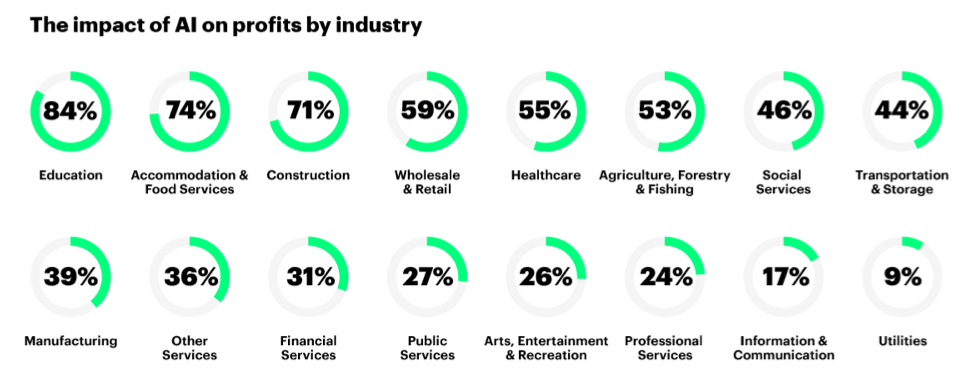 The impact of AI on profits by industry
84% 74% 71% 59% 55% 53% 46% 44%
Education Accommodation & Construction Wholesale Healthcare Agriculture, Forestry Social Transportation
Food Services & Retail & Fishing Services & Storage
39% 36% 31% 27% 26% 24% 17% 9%
Manufacturing Other Financial Public Arts, Entertainment Professional Information & Utilities
Services Services Services & Recreation Services Communication